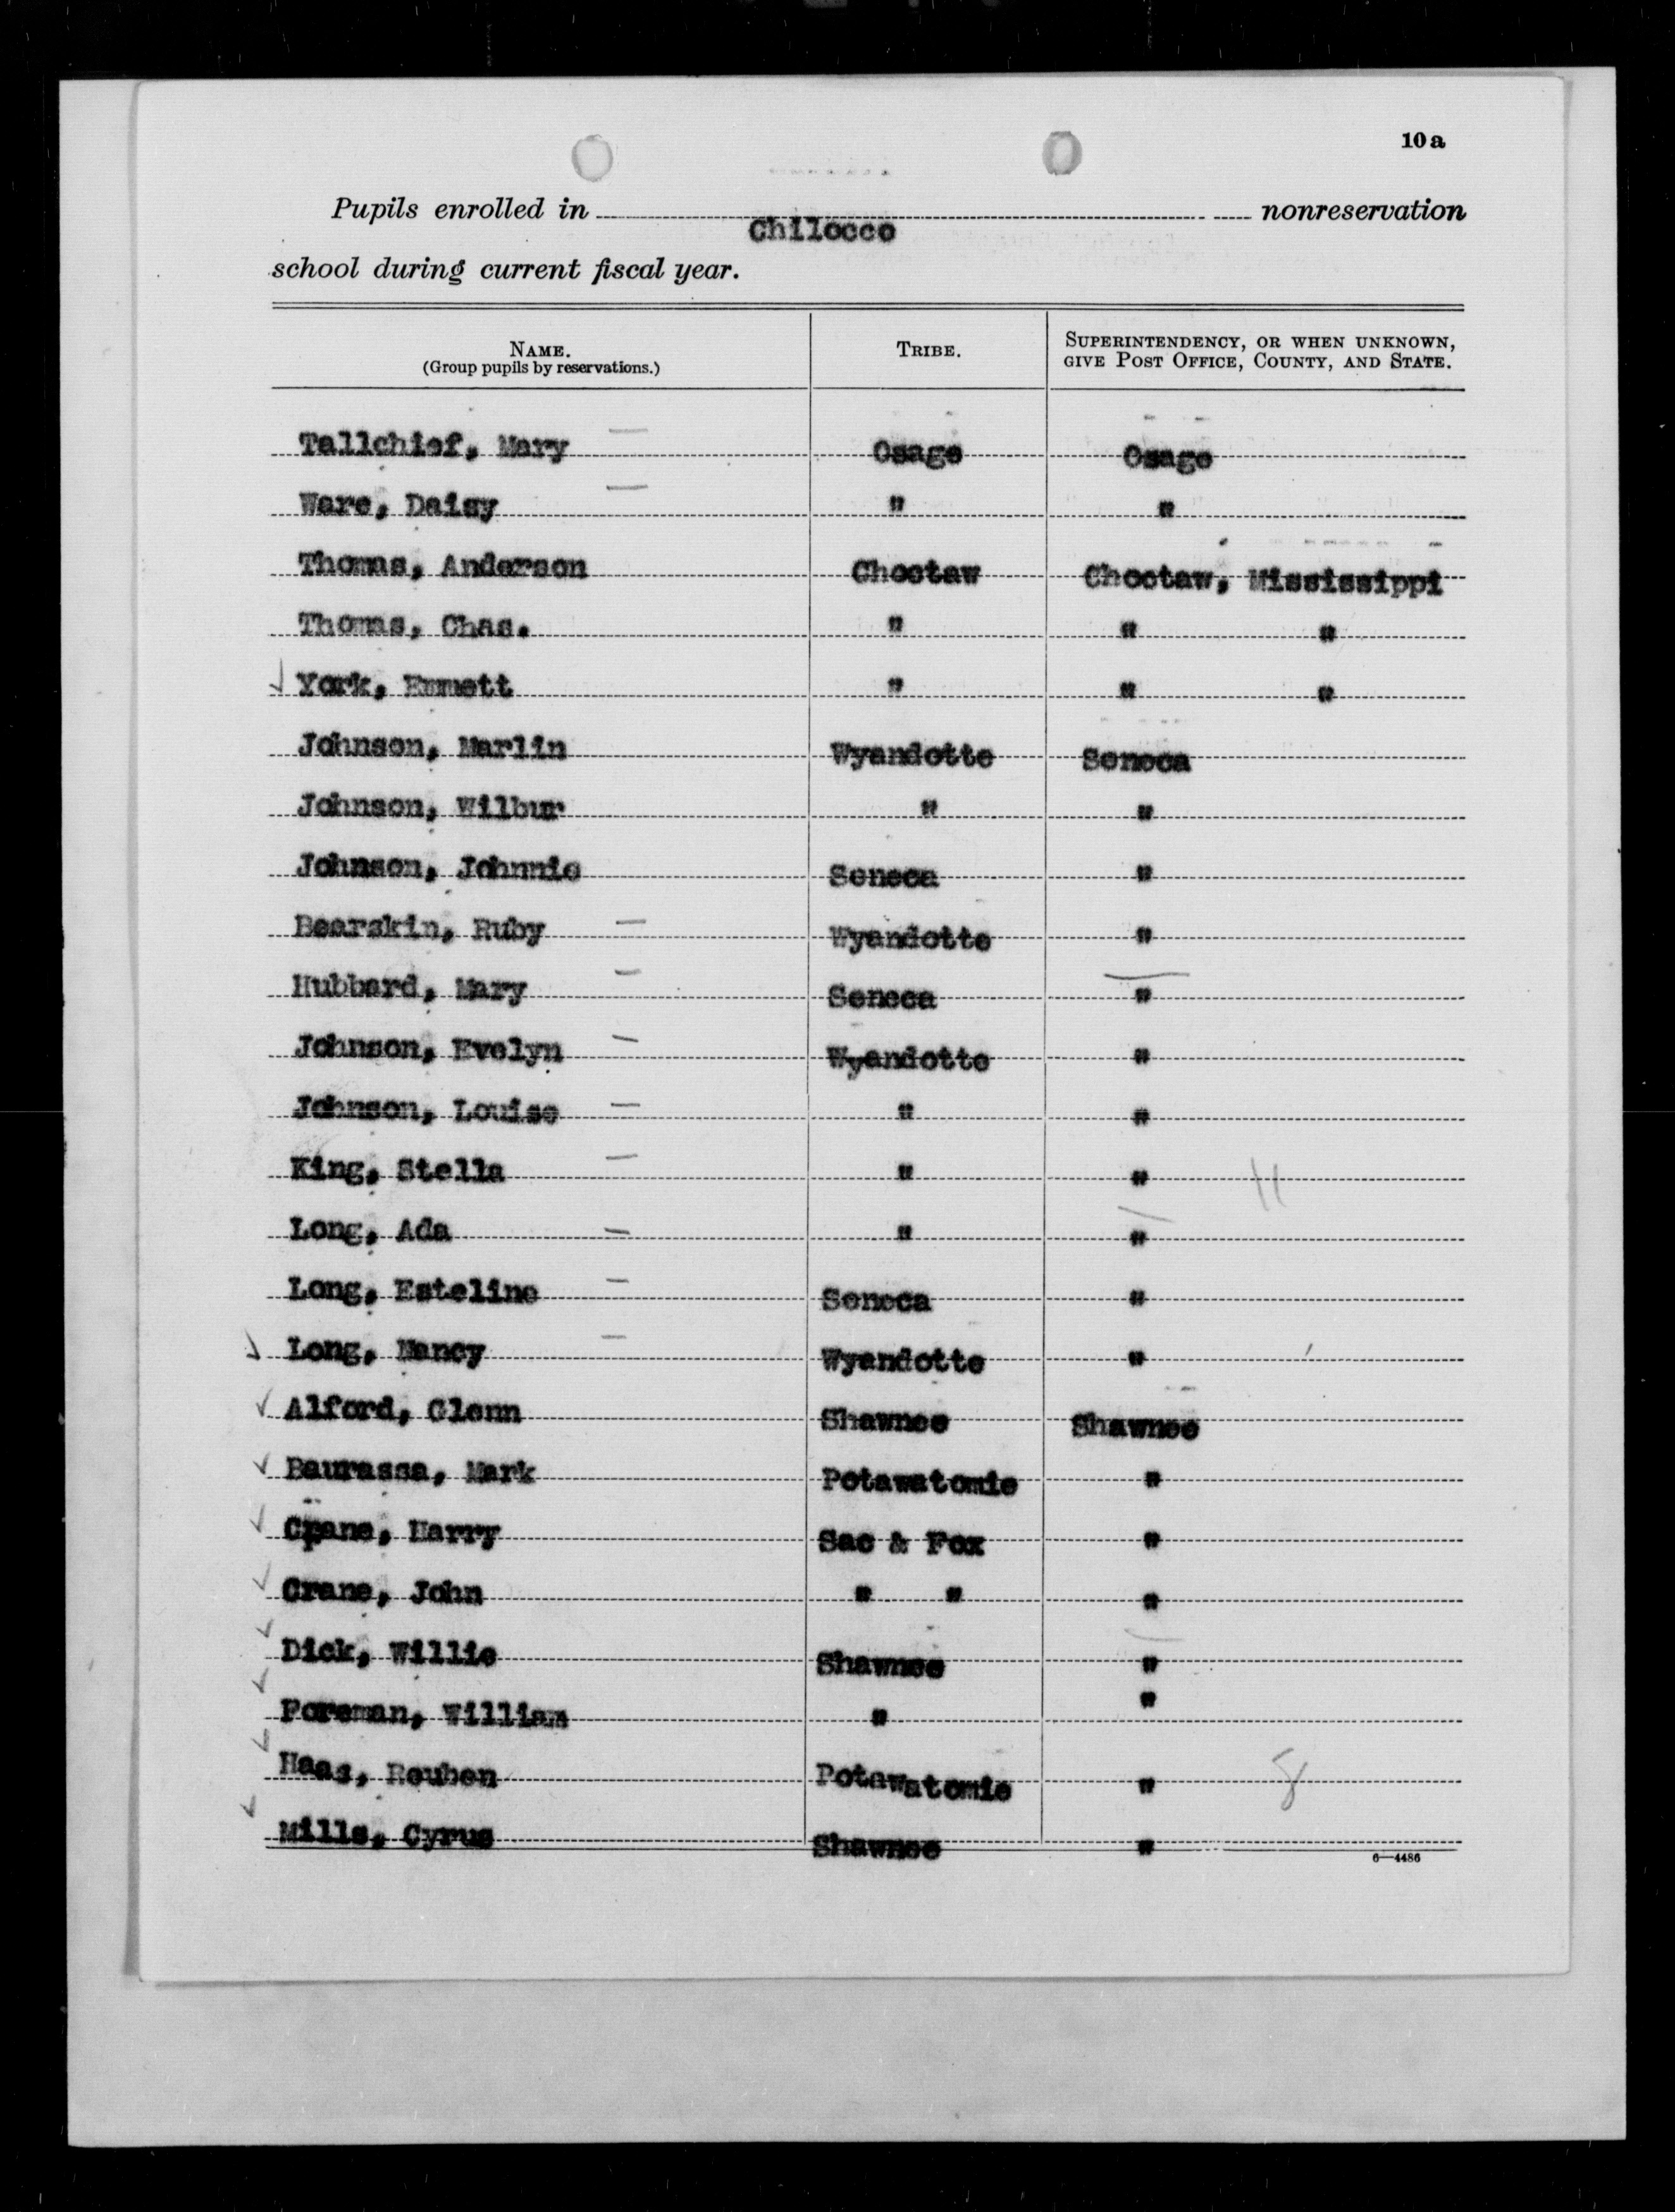 10 a
Pupils enrolled in Chilocco nonreservation
school during current fiscal year.
NAME. TRIBE. SUPERINTENDENCY, OR WHEN UNKNOWN,
(Group pupils by reservations.) GIVE POST OFFICE, COUNTY, AND STATE.
Tallchief, Mary Osage Osage
Ware, Daisy " "
Thomas, Anderson Choctaw Choctaw, Mississippi
Thomas, Chas. " " "
York, Emmett " " "
Johnson, Marlin Wyandotte Seneca
Johnson, Wilbur " "
Johnson, Johnnie Seneca "
Bearskin, Ruby Wyandotte "
Hubbard, Mary Seneca "
Johnson, Evelyn Wyandotte "
Johnson, Louise " "
King, Stella " " 11
Long, Ada " "
Long, Esteline Seneca "
Long, Nancy Wyandotte "
Alford, Glenn Shawnee Shawnee
Baurassa, Mark Potawatomie "
Crane, Harry Sac & Fox "
Crane, John " " "
Dick, Willie Shawnee "
Foreman, William " "
Haas, Reuben Potawatomie " 8
Mills, Cyrus Shawnee "
6—4486